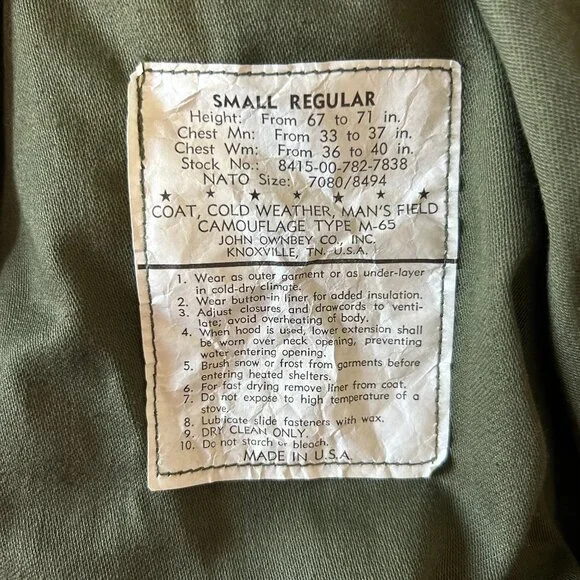 SMALL REGULAR
Height: From 67 to 71 in.
Chest Mn: From 33 to 37 in.
Chest Wm: From 36 to 40 in.
Stock No.: 8415-00-782-7838
NATO Size: 7080/8494
★ ★ ★ ★ ★ ★ ★
COAT, COLD WEATHER, MAN'S FIELD
CAMOUFLAGE TYPE M-65
JOHN OWNBEY CO., INC.
KNOXVILLE, TN. U.S.A.
1. Wear as outer garment or as under-layer
in cold-dry climate.
2. Wear button-in liner for added insulation.
3. Adjust closures and drawcords to venti-
late; avoid overheating of body.
4. When hood is used, lower extension shall
be worn over neck opening, preventing
water entering opening.
5. Brush snow or frost from garments before
entering heated shelters.
6. For fast drying remove liner from coat.
7. Do not expose to high temperature of a
stove.
8. Lubricate slide fasteners with wax.
9. DRY CLEAN ONLY.
10. Do not starch or bleach.
MADE IN U.S.A.